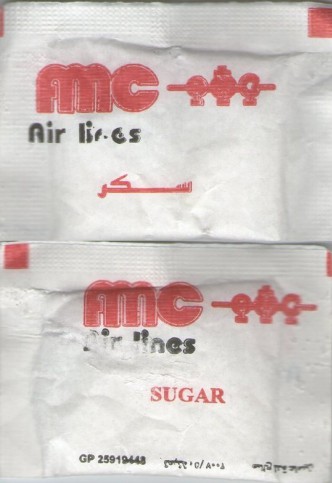 AMC
Air lines
سكر
AMC
Air lines
SUGAR
GP 25919448